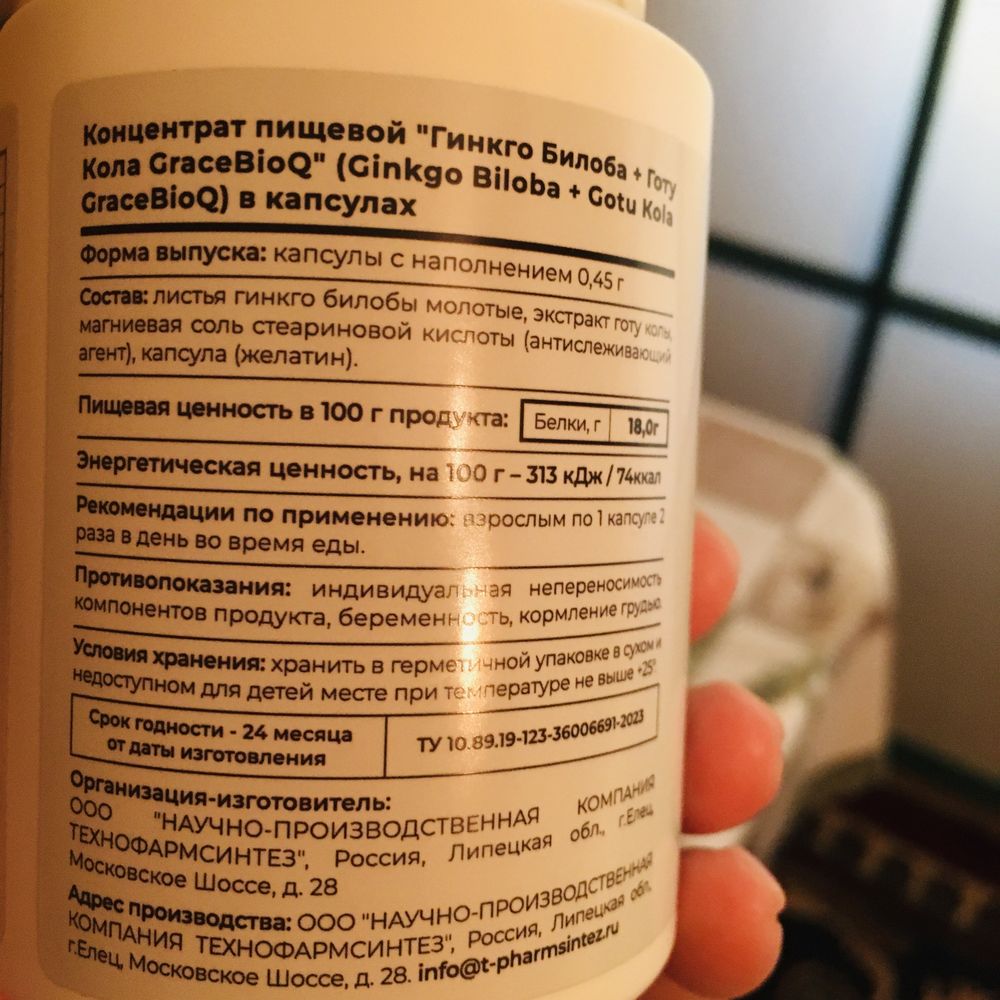 Концентрат пищевой "Гинкго Билоба + Готу
Кола GraceBioQ" (Ginkgo Biloba + Gotu Kola
GraceBioQ) в капсулах
Форма выпуска: капсулы с наполнением 0,45 г
Состав: листья гинкго билобы молотые, экстракт готу колы,
магниевая соль стеариновой кислоты (антислеживающий
агент), капсула (желатин).
Пищевая ценность в 100 г продукта: Белки, г 18,0г
Энергетическая ценность, на 100 г – 313 кДж / 74ккал
Рекомендации по применению: взрослым по 1 капсуле 2
раза в день во время еды.
Противопоказания: индивидуальная непереносимость
компонентов продукта, беременность, кормление грудью.
Условия хранения: хранить в герметичной упаковке в сухом и
недоступном для детей месте при температуре не выше +25°
Срок годности - 24 месяца
от даты изготовления
ТУ 10.89.19-123-36006691-2023
Организация-изготовитель:
ООО "НАУЧНО-ПРОИЗВОДСТВЕННАЯ КОМПАНИЯ
ТЕХНОФАРМСИНТЕЗ", Россия, Липецкая обл., г.Елец,
Московское Шоссе, д. 28
Адрес производства: ООО "НАУЧНО-ПРОИЗВОДСТВЕННАЯ
КОМПАНИЯ ТЕХНОФАРМСИНТЕЗ", Россия, Липецкая обл.,
г.Елец, Московское Шоссе, д. 28. info@t-pharmsintez.ru